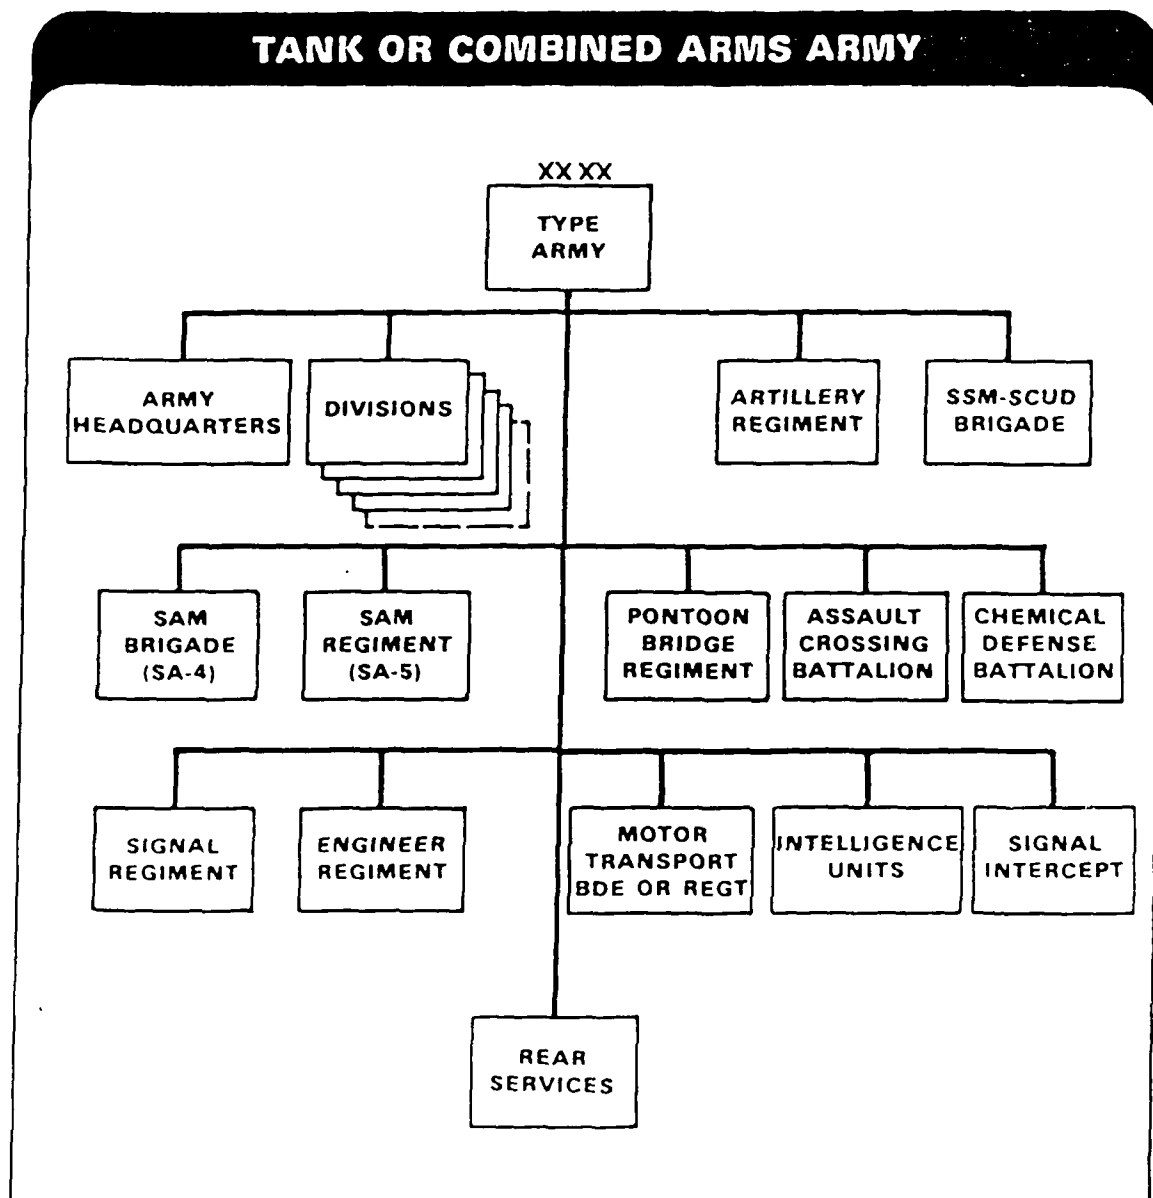 TANK OR COMBINED ARMS ARMY
XX XX
TYPE
ARMY
ARMY
HEADQUARTERS
DIVISIONS
ARTILLERY
REGIMENT
SSM-SCUD
BRIGADE
SAM
BRIGADE
(SA-4)
SAM
REGIMENT
(SA-5)
PONTOON
BRIDGE
REGIMENT
ASSAULT
CROSSING
BATTALION
CHEMICAL
DEFENSE
BATTALION
SIGNAL
REGIMENT
ENGINEER
REGIMENT
MOTOR
TRANSPORT
BDE OR REGT
INTELLIGENCE
UNITS
SIGNAL
INTERCEPT
REAR
SERVICES